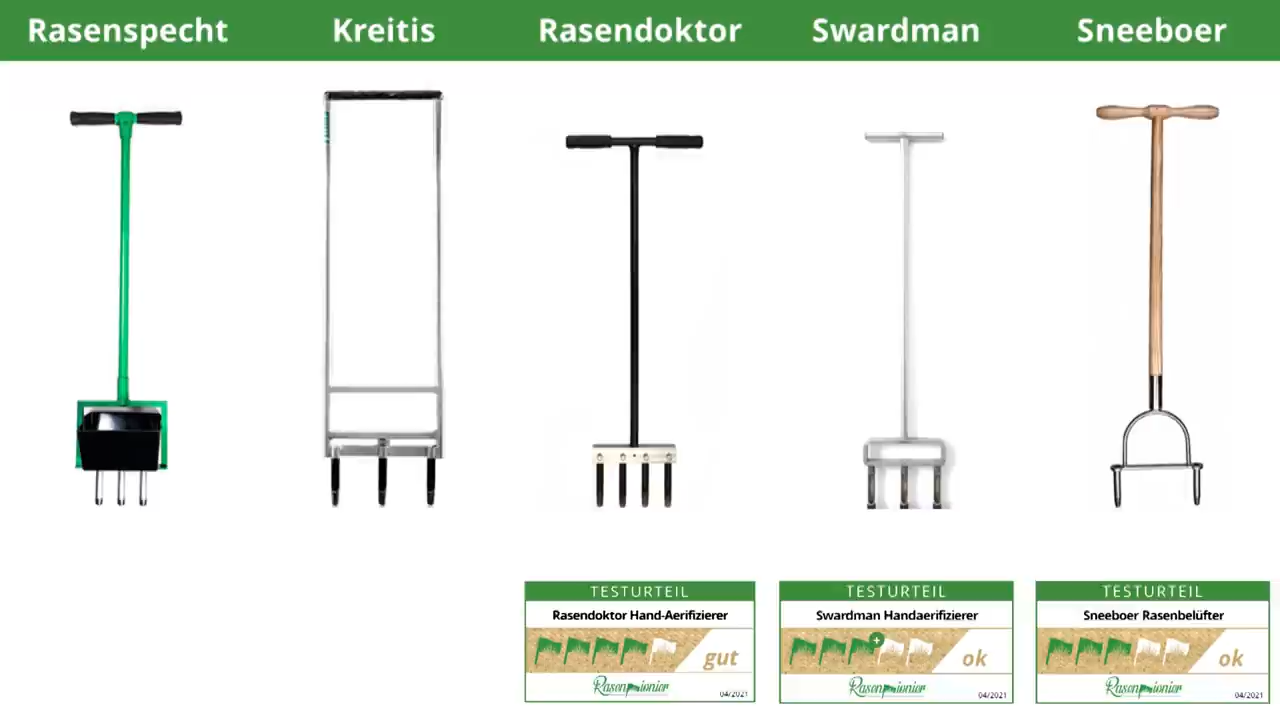 Rasenspecht
Kreitis
Rasendoktor
Swardman
Sneeboer
TESTURTEIL
Rasendoktor Hand-Aerifizierer
gut
Rasenpionier
04/2021
TESTURTEIL
Swardman Handaerifizierer
+
ok
Rasenpionier
04/2021
TESTURTEIL
Sneeboer Rasenbelüfter
ok
Rasenpionier
04/2021